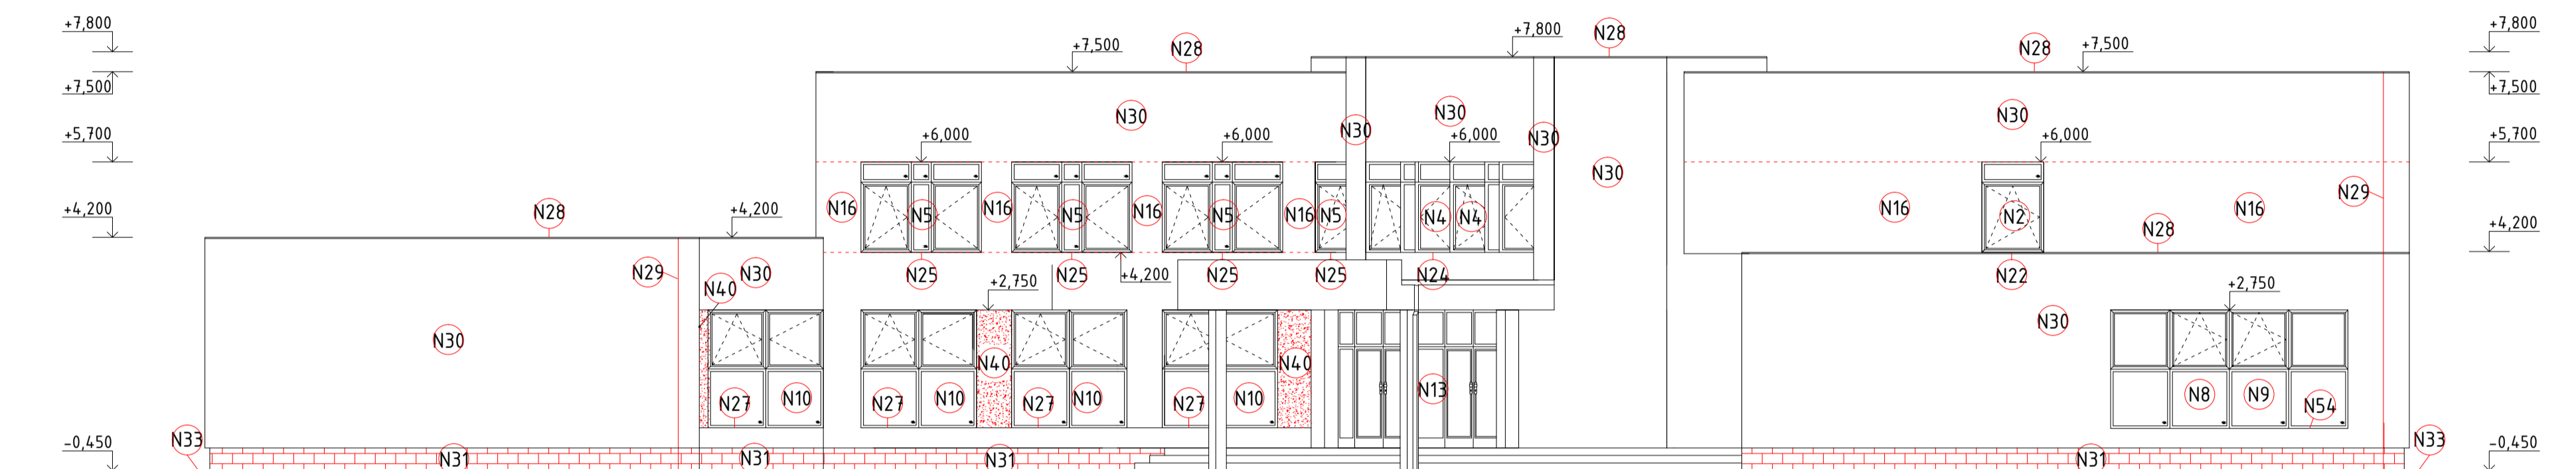 +7,800
N28
+7,800
N28
+7,800
+7,500
N28
N28
+7,500
+7,500
+7,500
N30
N30
N30
N30
N30
+5,700
+6,000
+6,000
+6,000
+6,000
+5,700
N30
N29
N16
N5
N16
N5
N16
N5
N16
N5
N4
N4
N16
N2
N16
+4,200
N28
+4,200
N28
+4,200
N29
N30
N25
N25
+4,200
N25
N25
N24
N22
N40
+2,750
+2,750
N30
N30
N40
N40
N27
N10
N27
N10
N27
N10
N27
N10
N13
N8
N9
N54
-0,450
N33
N33
-0,450
N31
N31
N31
N31